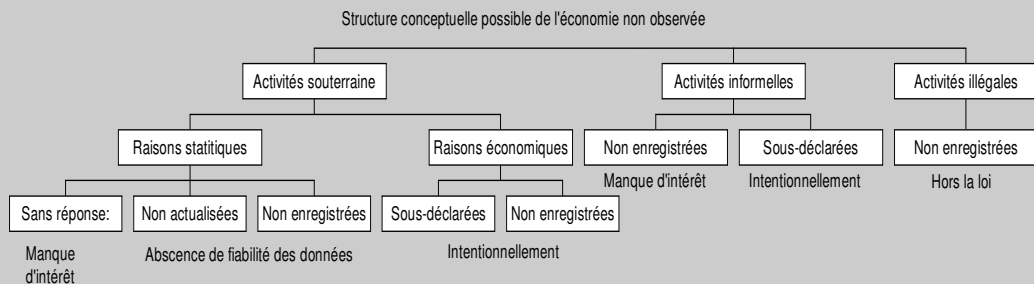 Structure conceptuelle possible de l'économie non observée
Activités souterraine
Activités informelles
Activités illégales
Raisons statitiques
Raisons économiques
Non enregistrées
Sous-déclarées
Non enregistrées
Manque d'intérêt
Intentionnellement
Hors la loi
Sans réponse:
Non actualisées
Non enregistrées
Sous-déclarées
Non enregistrées
Manque
d'intérêt
Abscence de fiabilité des données
Intentionnellement